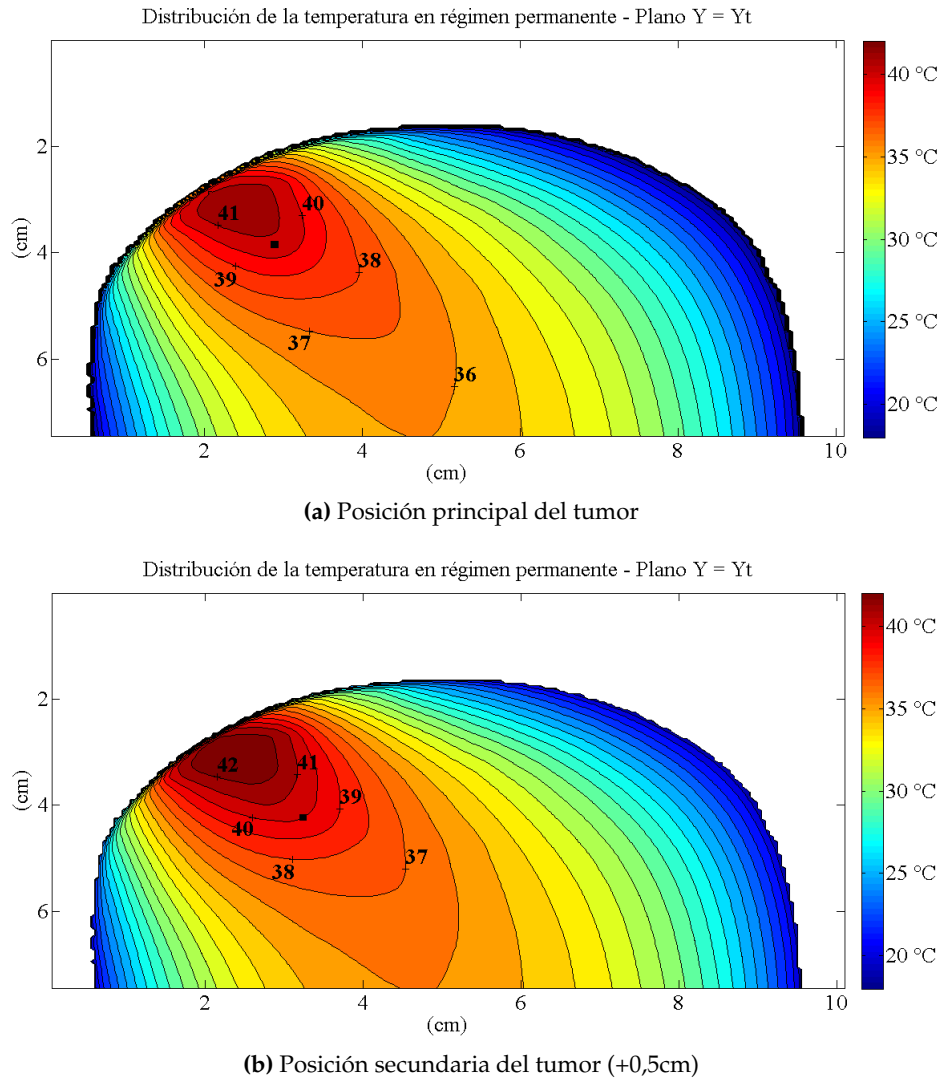 Distribución de la temperatura en régimen permanente - Plano Y = Yt
40 °C
35 °C
30 °C
25 °C
20 °C
2
4
6
(cm)
41
40
39
38
37
36
2
4
6
8
10
(cm)
(a) Posición principal del tumor
Distribución de la temperatura en régimen permanente - Plano Y = Yt
40 °C
35 °C
30 °C
25 °C
20 °C
2
4
6
(cm)
42
41
39
40
38
37
2
4
6
8
10
(cm)
(b) Posición secundaria del tumor (+0,5cm)